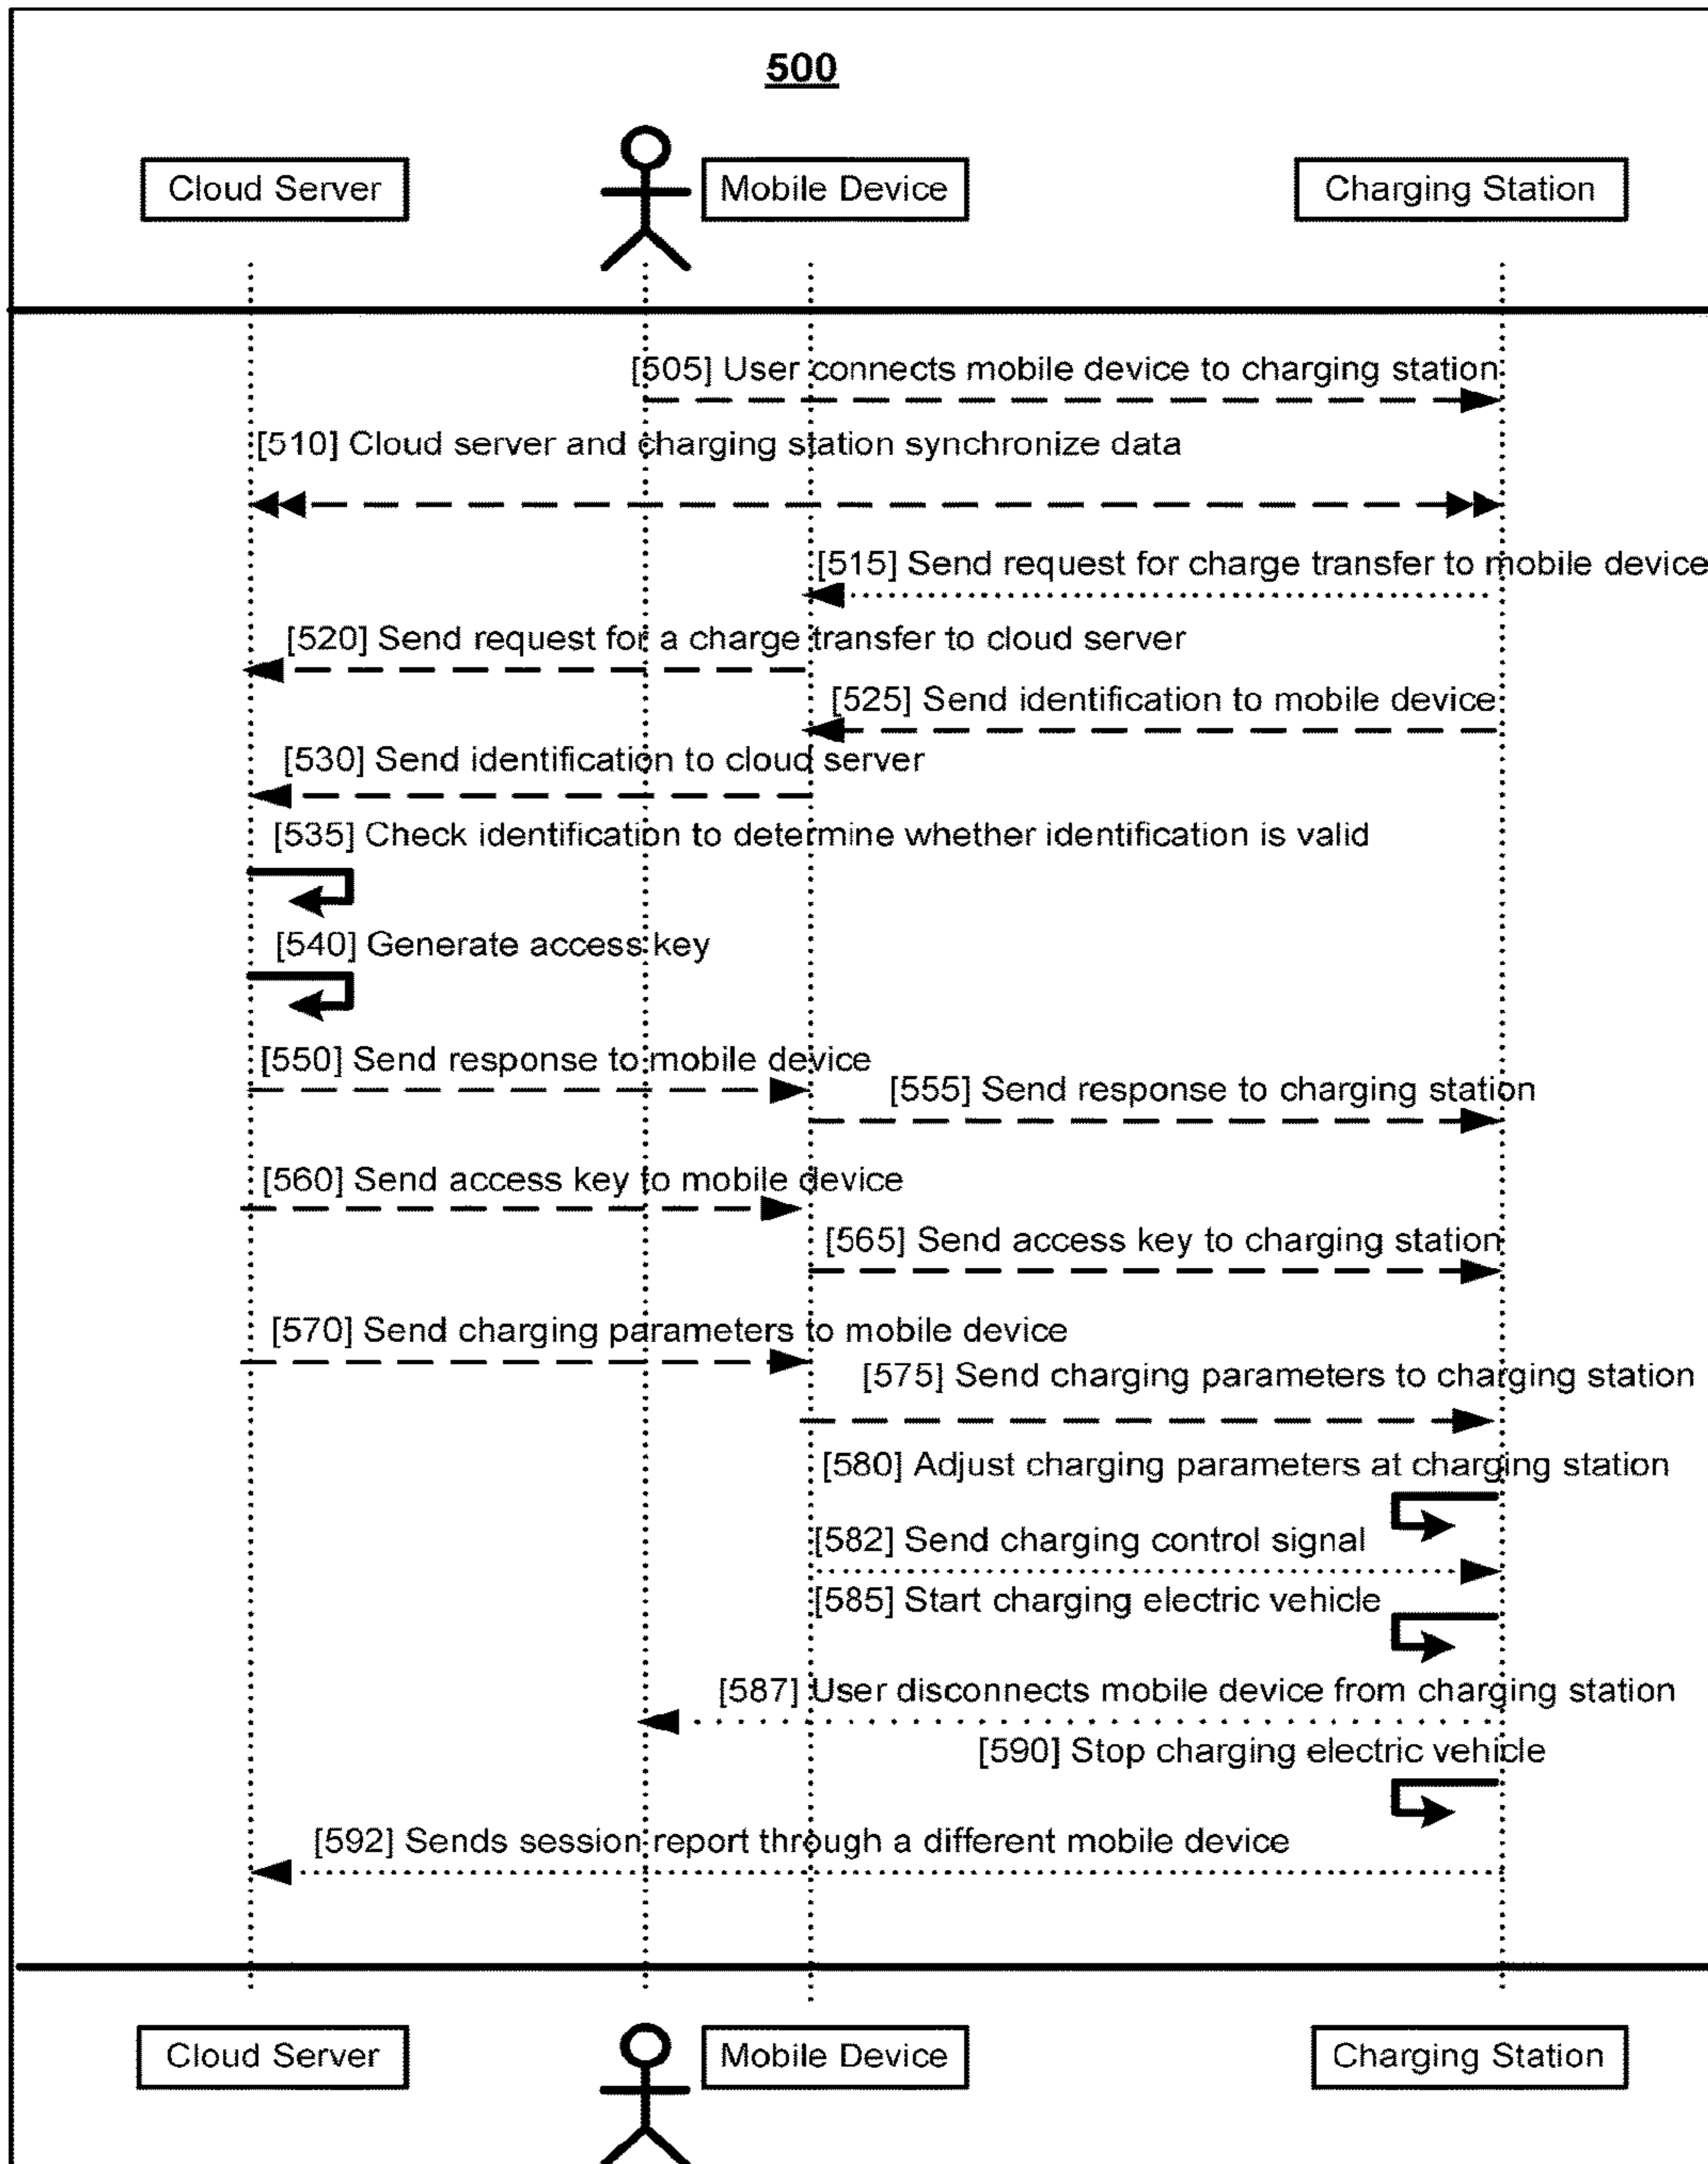 500
Cloud Server
Mobile Device
Charging Station
[505] User connects mobile device to charging station
[510] Cloud server and charging station synchronize data
[515] Send request for charge transfer to mobile device
[520] Send request for a charge transfer to cloud server
[525] Send identification to mobile device
[530] Send identification to cloud server
[535] Check identification to determine whether identification is valid
[540] Generate access key
[550] Send response to mobile device
[555] Send response to charging station
[560] Send access key to mobile device
[565] Send access key to charging station
[570] Send charging parameters to mobile device
[575] Send charging parameters to charging station
[580] Adjust charging parameters at charging station
[582] Send charging control signal
[585] Start charging electric vehicle
[587] User disconnects mobile device from charging station
[590] Stop charging electric vehicle
[592] Sends session report through a different mobile device
Cloud Server
Mobile Device
Charging Station